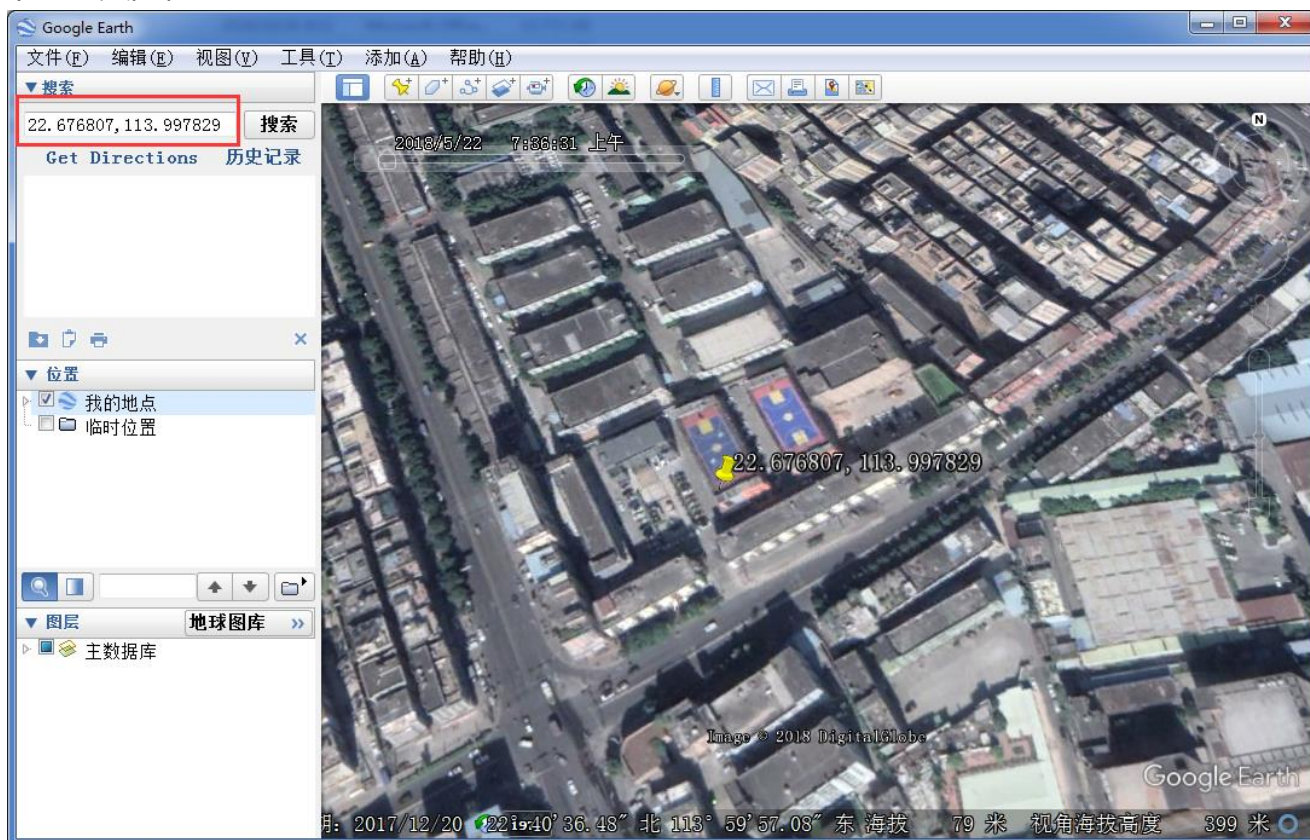 Google Earth
文件(F) 编辑(E) 视图(V) 工具(T) 添加(A) 帮助(H)
▼搜索
22.676807,113.997829 搜索
Get Directions 历史记录
2018/5/22 7:36:31 上午
N
▼ 位置
我的地点
临时位置
22.676807, 113.997829
▼ 图层 地球图库 »
主数据库
Image © 2018 DigitalGlobe
Google Earth
2017/12/20 22° 40′36.48″ 北 113° 59′57.08″ 东 海拔 79 米 视角海拔高度 399 米